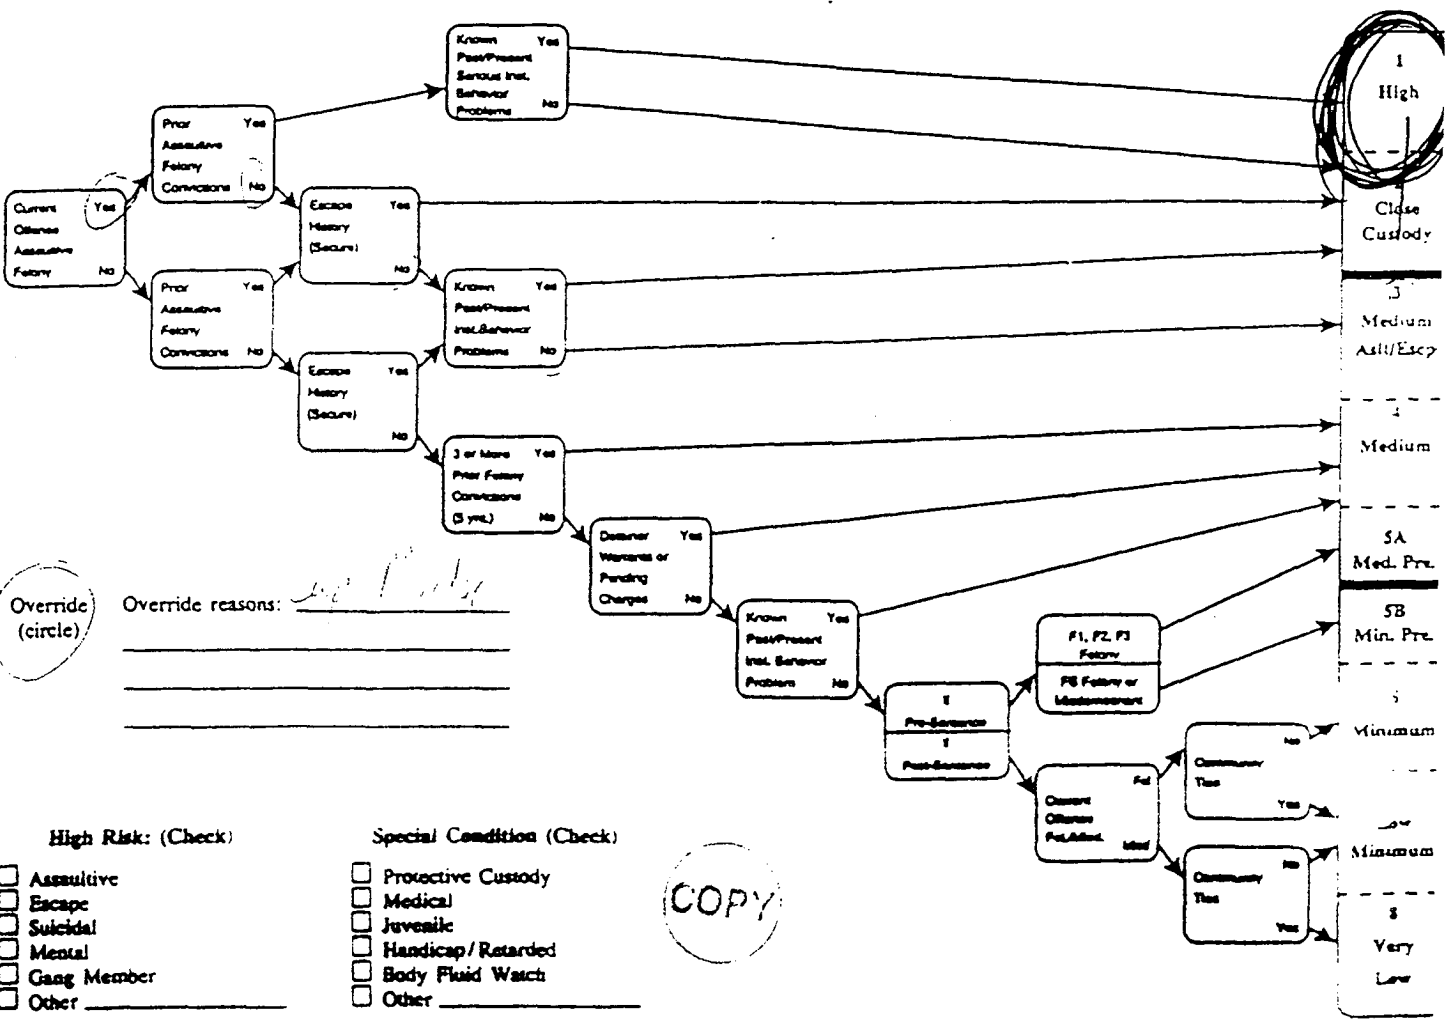 Known Yes
Past/Present
Serious Inst.
Behavior
Problems No
1
High
Prior Yes
Assaultive
Felony
Convictions No
Current Yes
Offense
Assaultive
Felony No
Escape Yes
History
(Secure)
No
Close
Custody
Prior Yes
Assaultive
Felony
Convictions No
Known Yes
Past/Present
Inst. Behavior
Problems No
3
Medium
Aslt/Escp
Escape Yes
History
(Secure)
No
4
Medium
3 or More Yes
Prior Felony
Convictions
(5 yrs.) No
Detainer Yes
Warrants or
Pending
Charges No
5A
Med. Pre.
Override
(circle)
Override reasons:
Known Yes
Past/Present
Inst. Behavior
Problem No
F1, F2, F3
Felony
F6 Felony or
Misdemeanant
5B
Min. Pre.
Pre-Sentence
Post-Sentence
Minimum
No
Community
Ties
Yes
Fel
Current
Offense
Fel./Misd.
Misd
Minimum
No
Community
Ties
Yes
8
Very
Low
High Risk: (Check)
Assaultive
Escape
Suicidal
Mental
Gang Member
Other
Special Condition (Check)
Protective Custody
Medical
Juvenile
Handicap/Retarded
Body Fluid Watch
Other
COPY